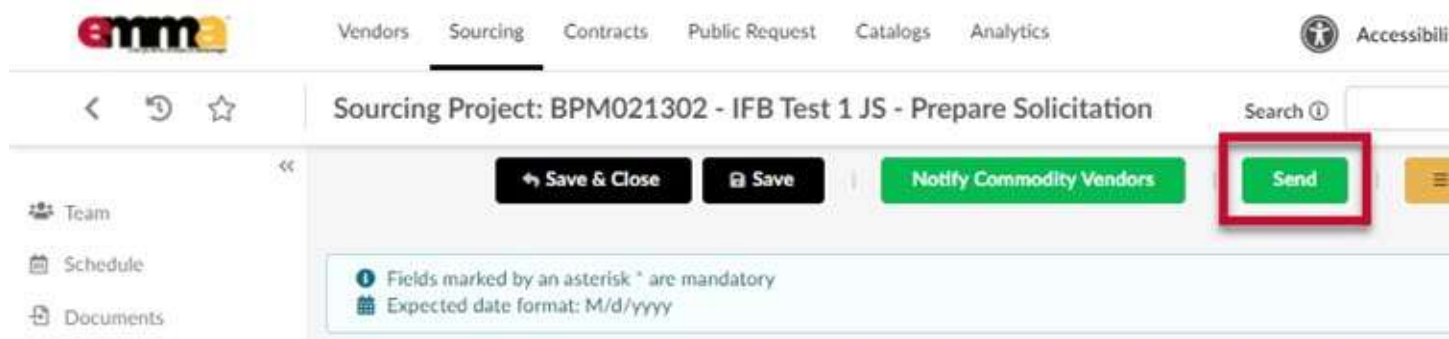 emma
Vendors Sourcing Contracts Public Request Catalogs Analytics Accessibili
Sourcing Project: BPM021302 - IFB Test 1 JS - Prepare Solicitation Search
Save & Close Save Notify Commodity Vendors Send
Team
Schedule
Documents
Fields marked by an asterisk * are mandatory
Expected date format: M/d/yyyy